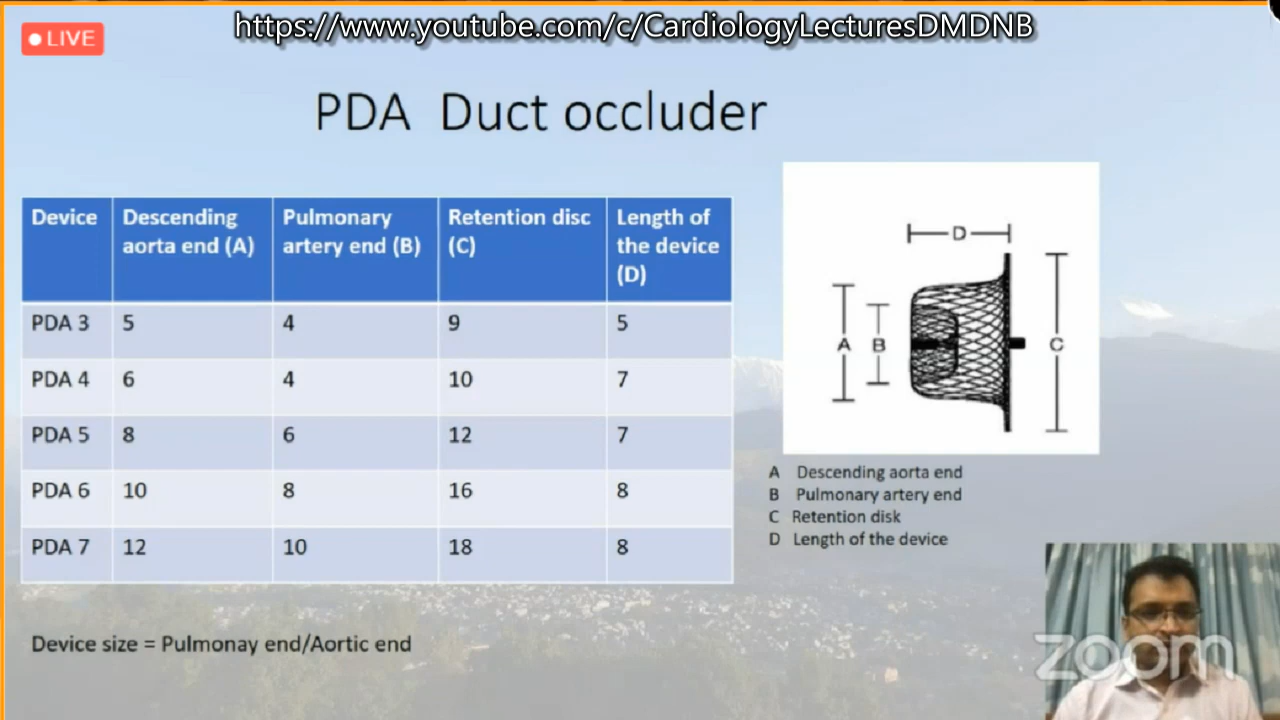 https://www.youtube.com/c/CardiologyLecturesDMDNB
LIVE
PDA Duct occluder
Device
Descending
aorta end (A)
Pulmonary
artery end (B)
Retention disc
(C)
Length of
the device
(D)
PDA 3 5 4 9 5
PDA 4 6 4 10 7
PDA 5 8 6 12 7
PDA 6 10 8 16 8
PDA 7 12 10 18 8
D
A B C
A Descending aorta end
B Pulmonary artery end
C Retention disk
D Length of the device
Device size = Pulmonay end/Aortic end
zoom